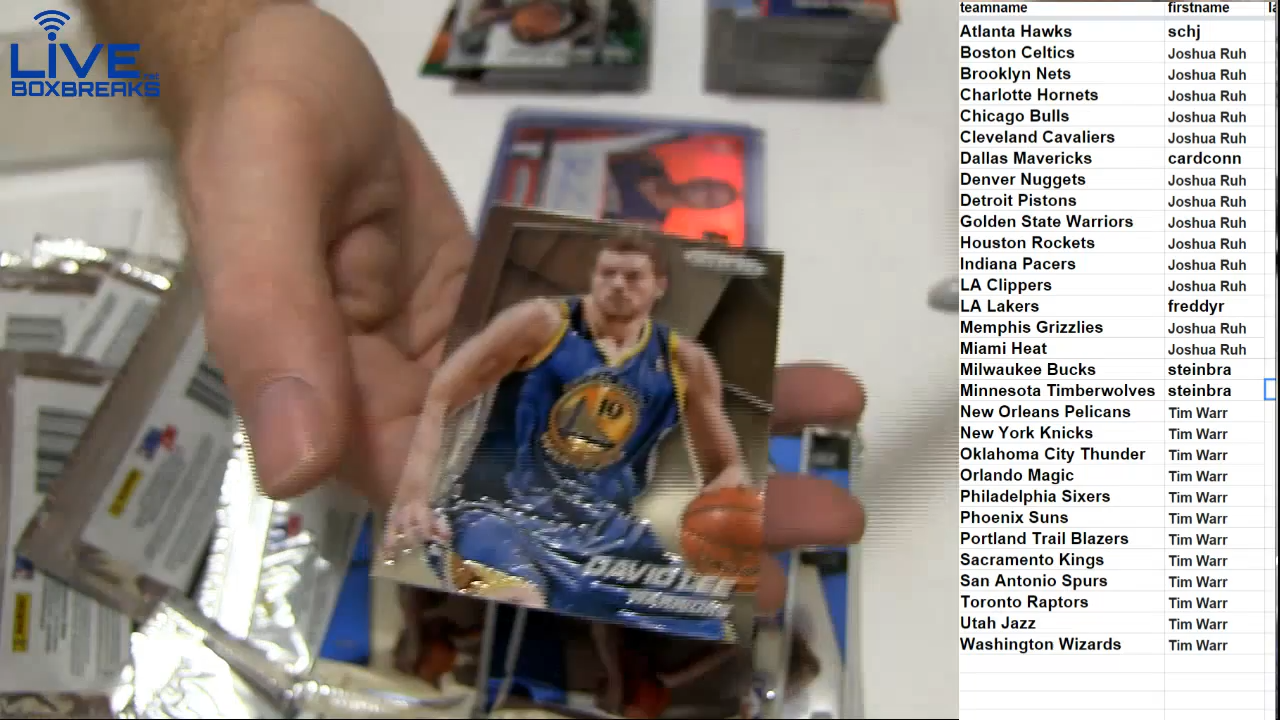 LIVE.net
BOXBREAKS
10
DAVID LEE
WARRIORS
PANINI
PANINI
teamname firstname la
Atlanta Hawks schj
Boston Celtics Joshua Ruh
Brooklyn Nets Joshua Ruh
Charlotte Hornets Joshua Ruh
Chicago Bulls Joshua Ruh
Cleveland Cavaliers Joshua Ruh
Dallas Mavericks cardconn
Denver Nuggets Joshua Ruh
Detroit Pistons Joshua Ruh
Golden State Warriors Joshua Ruh
Houston Rockets Joshua Ruh
Indiana Pacers Joshua Ruh
LA Clippers Joshua Ruh
LA Lakers freddyr
Memphis Grizzlies Joshua Ruh
Miami Heat Joshua Ruh
Milwaukee Bucks steinbra
Minnesota Timberwolves steinbra
New Orleans Pelicans Tim Warr
New York Knicks Tim Warr
Oklahoma City Thunder Tim Warr
Orlando Magic Tim Warr
Philadelphia Sixers Tim Warr
Phoenix Suns Tim Warr
Portland Trail Blazers Tim Warr
Sacramento Kings Tim Warr
San Antonio Spurs Tim Warr
Toronto Raptors Tim Warr
Utah Jazz Tim Warr
Washington Wizards Tim Warr